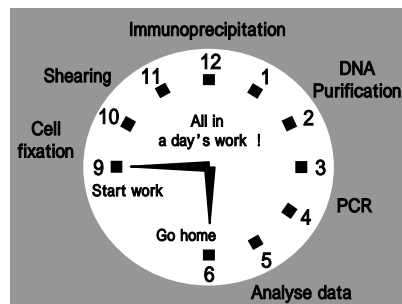 Immunoprecipitation
Shearing
DNA
Purification
Cell
fixation
12
11
1
10
2
All in
a day's work !
9
3
Start work
4
PCR
Go home
5
6
Analyse data